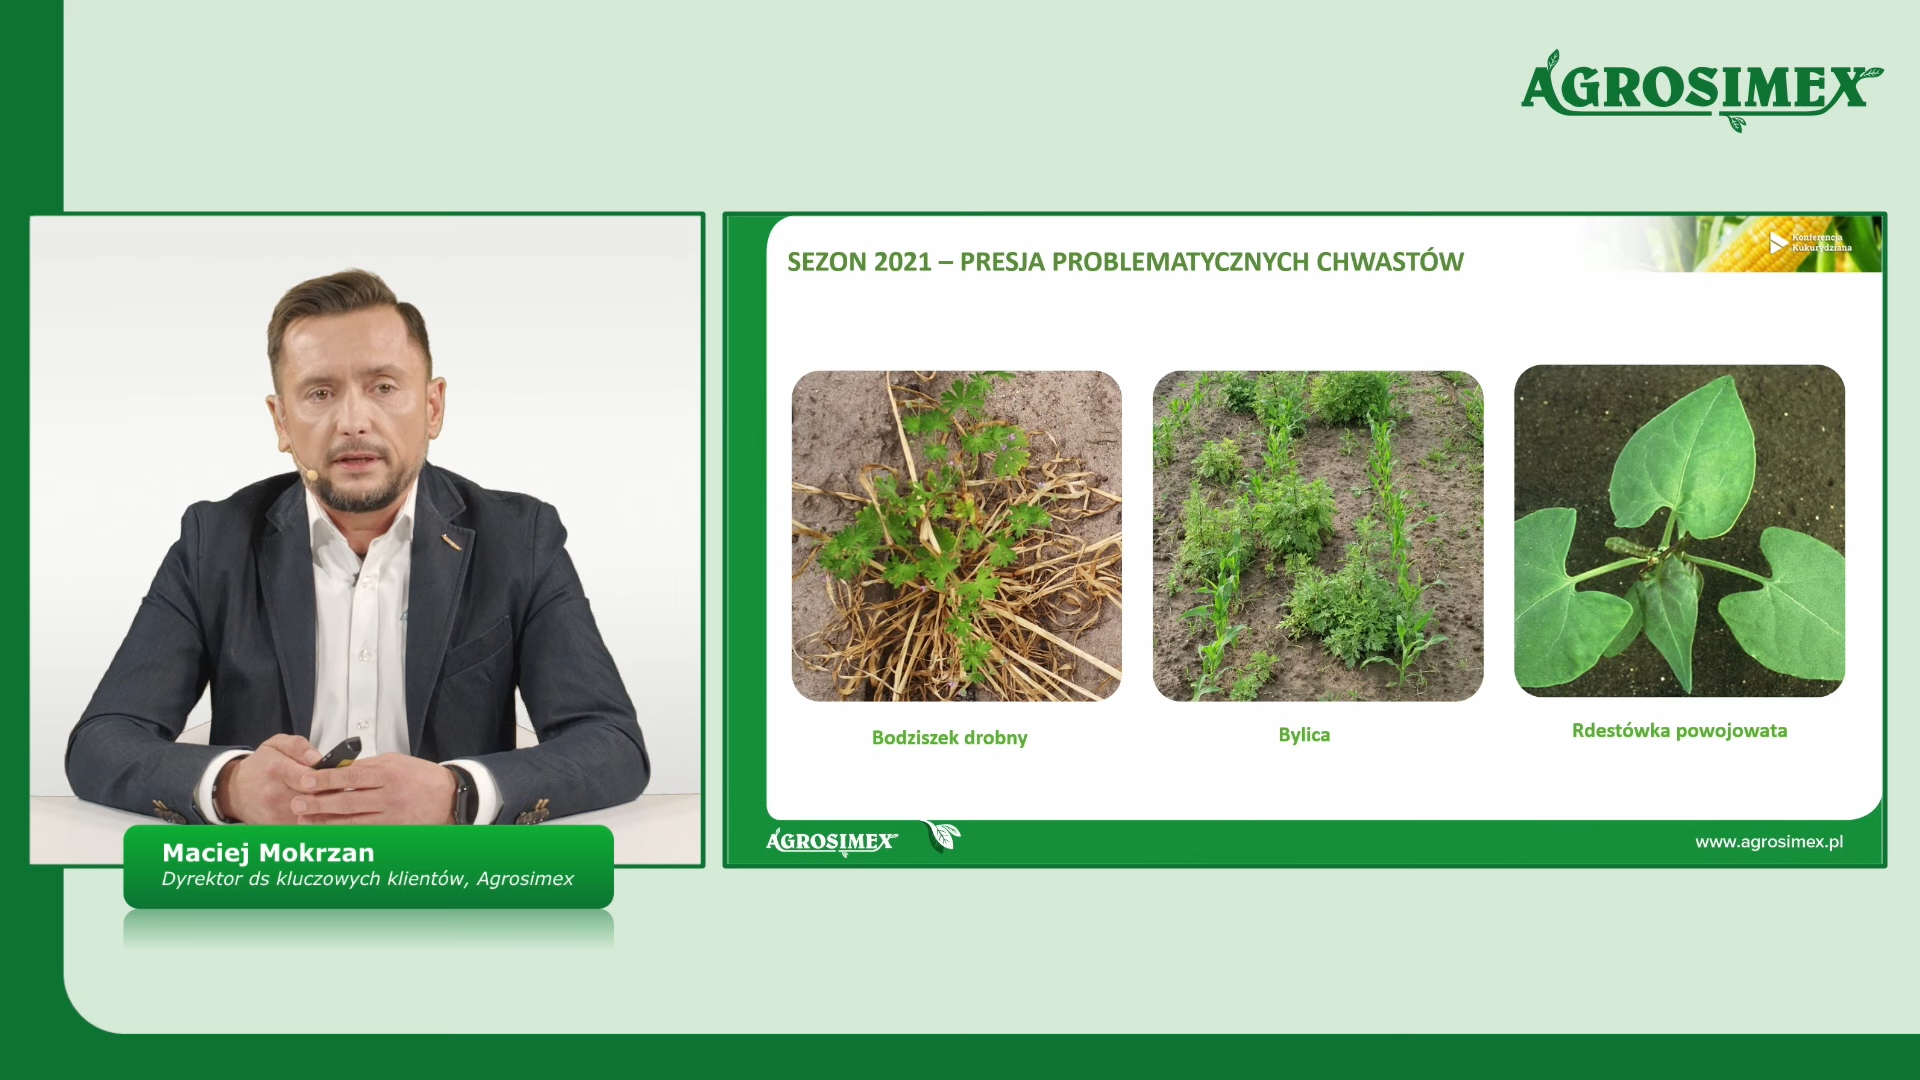 AGROSIMEX
SEZON 2021 – PRESJA PROBLEMATYCZNYCH CHWASTÓW
Konferencja
Kukurydziana
Bodziszek drobny
Bylica
Rdestówka powojowata
AGROSIMEX
www.agrosimex.pl
Maciej Mokrzan
Dyrektor ds kluczowych klientów, Agrosimex